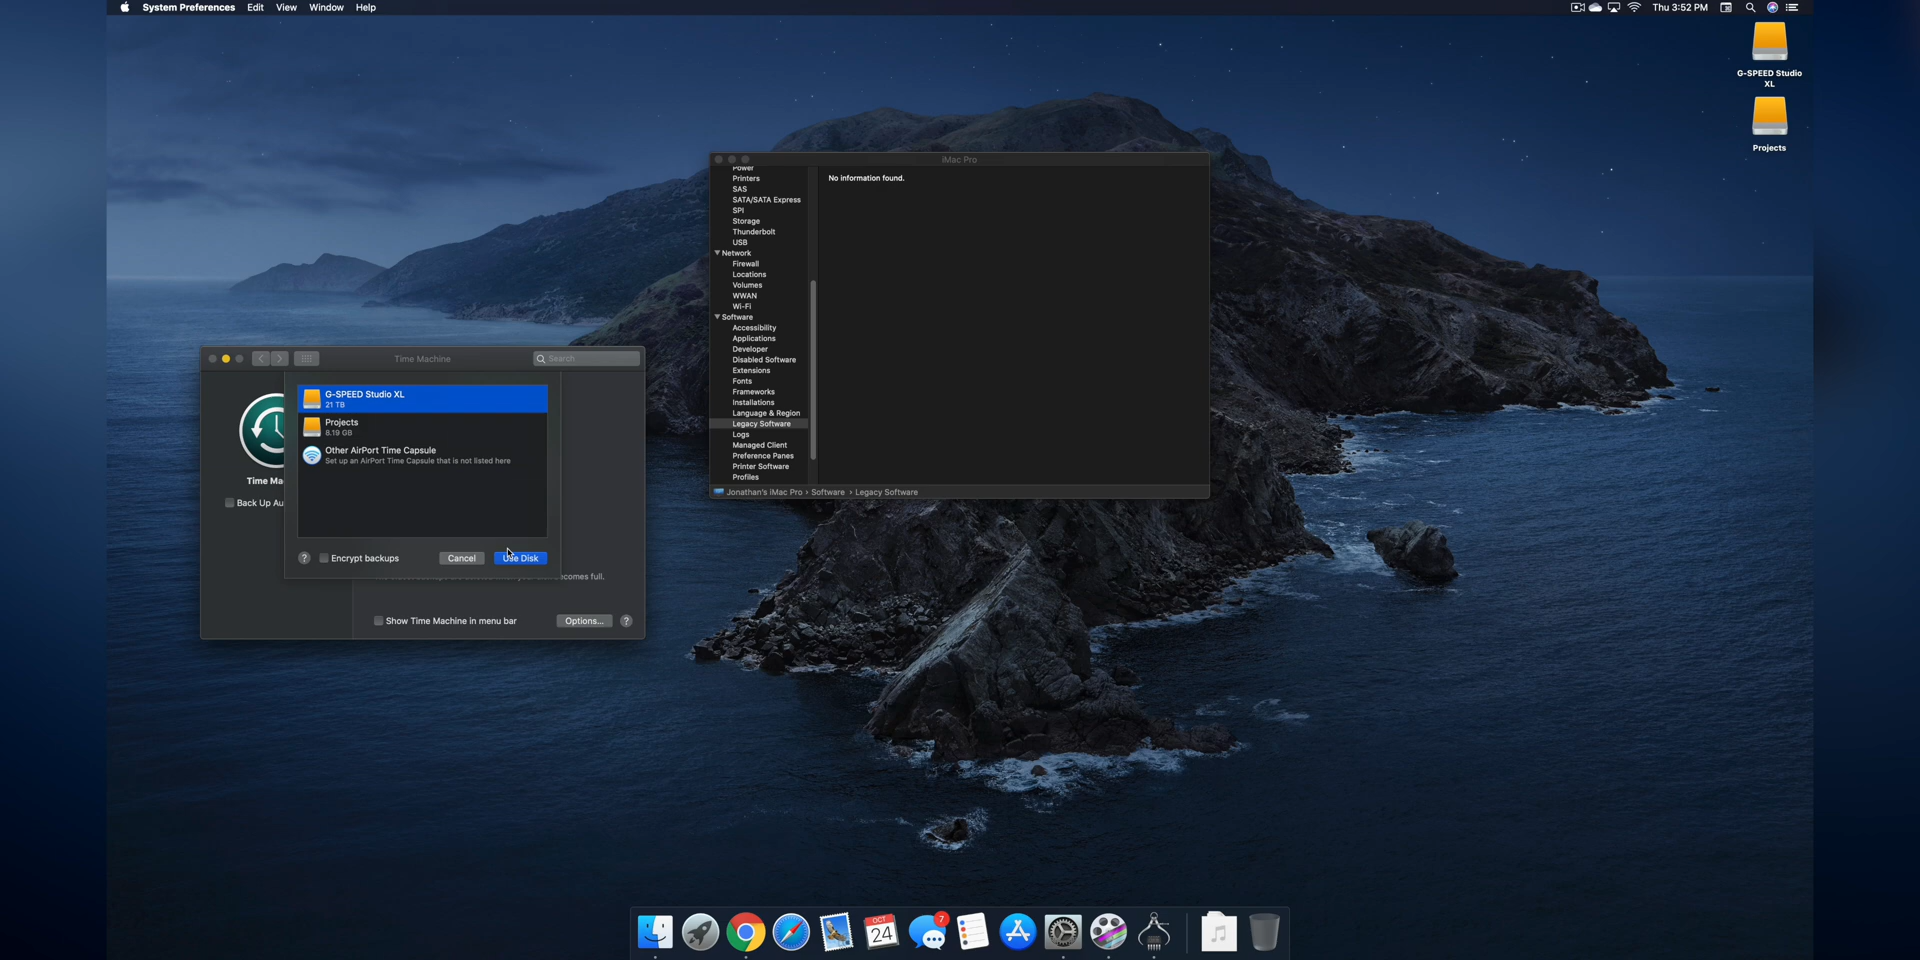 System Preferences Edit View Window Help
Thu 3:52 PM
G-SPEED Studio
XL
Projects
iMac Pro
Power
Printers
SAS
SATA/SATA Express
SPI
Storage
Thunderbolt
USB
Network
Firewall
Locations
Volumes
WWAN
Wi-Fi
Software
Accessibility
Applications
Developer
Disabled Software
Extensions
Fonts
Frameworks
Installations
Language & Region
Legacy Software
Logs
Managed Client
Preference Panes
Printer Software
Profiles
No information found.
Jonathan's iMac Pro › Software › Legacy Software
Time Machine
Search
G-SPEED Studio XL
21 TB
Projects
8.19 GB
Other AirPort Time Capsule
Set up an AirPort Time Capsule that is not listed here
Time Ma
Back Up Au
? Encrypt backups Cancel Use Disk
ecomes full.
Show Time Machine in menu bar Options... ?
OCT
24
7